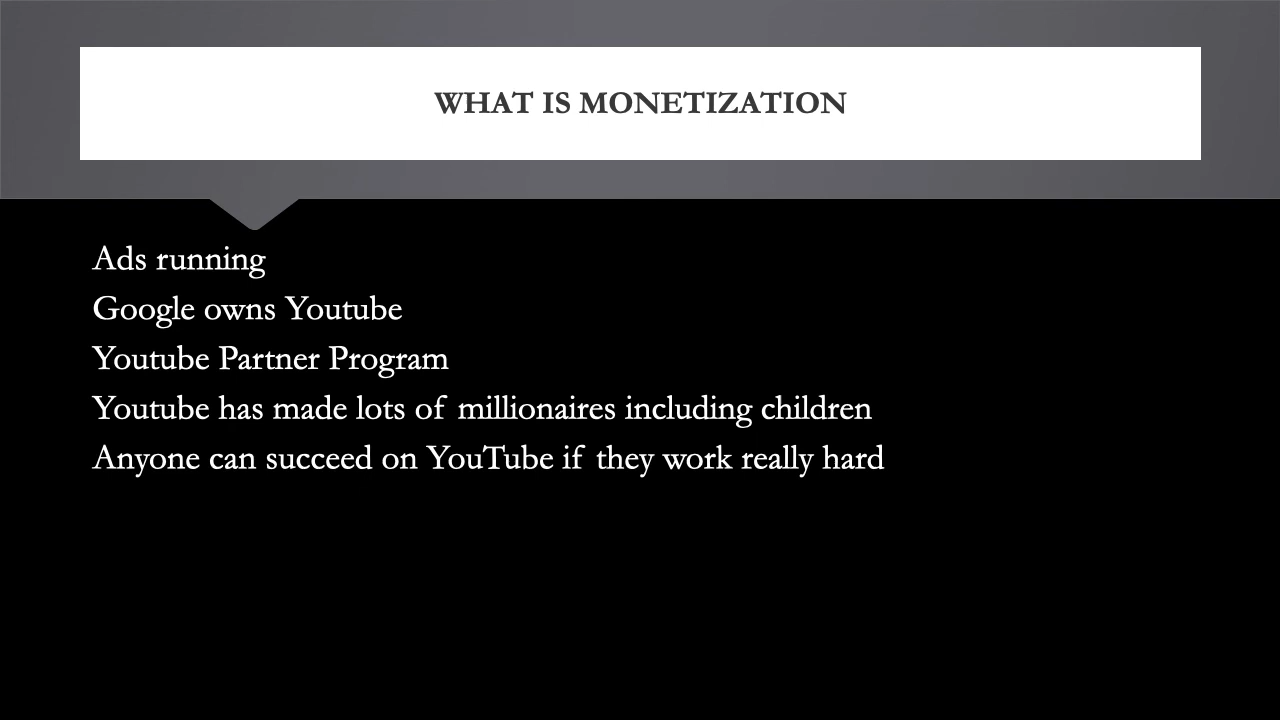 WHAT IS MONETIZATION
Ads running
Google owns Youtube
Youtube Partner Program
Youtube has made lots of millionaires including children
Anyone can succeed on YouTube if they work really hard